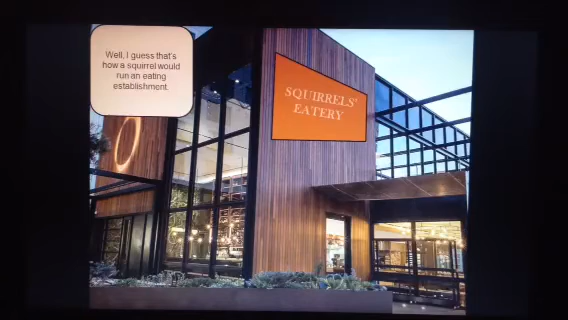 Well, I guess that's
how a squirrel would
run an eating
establishment.
SQUIRRELS'
EATERY